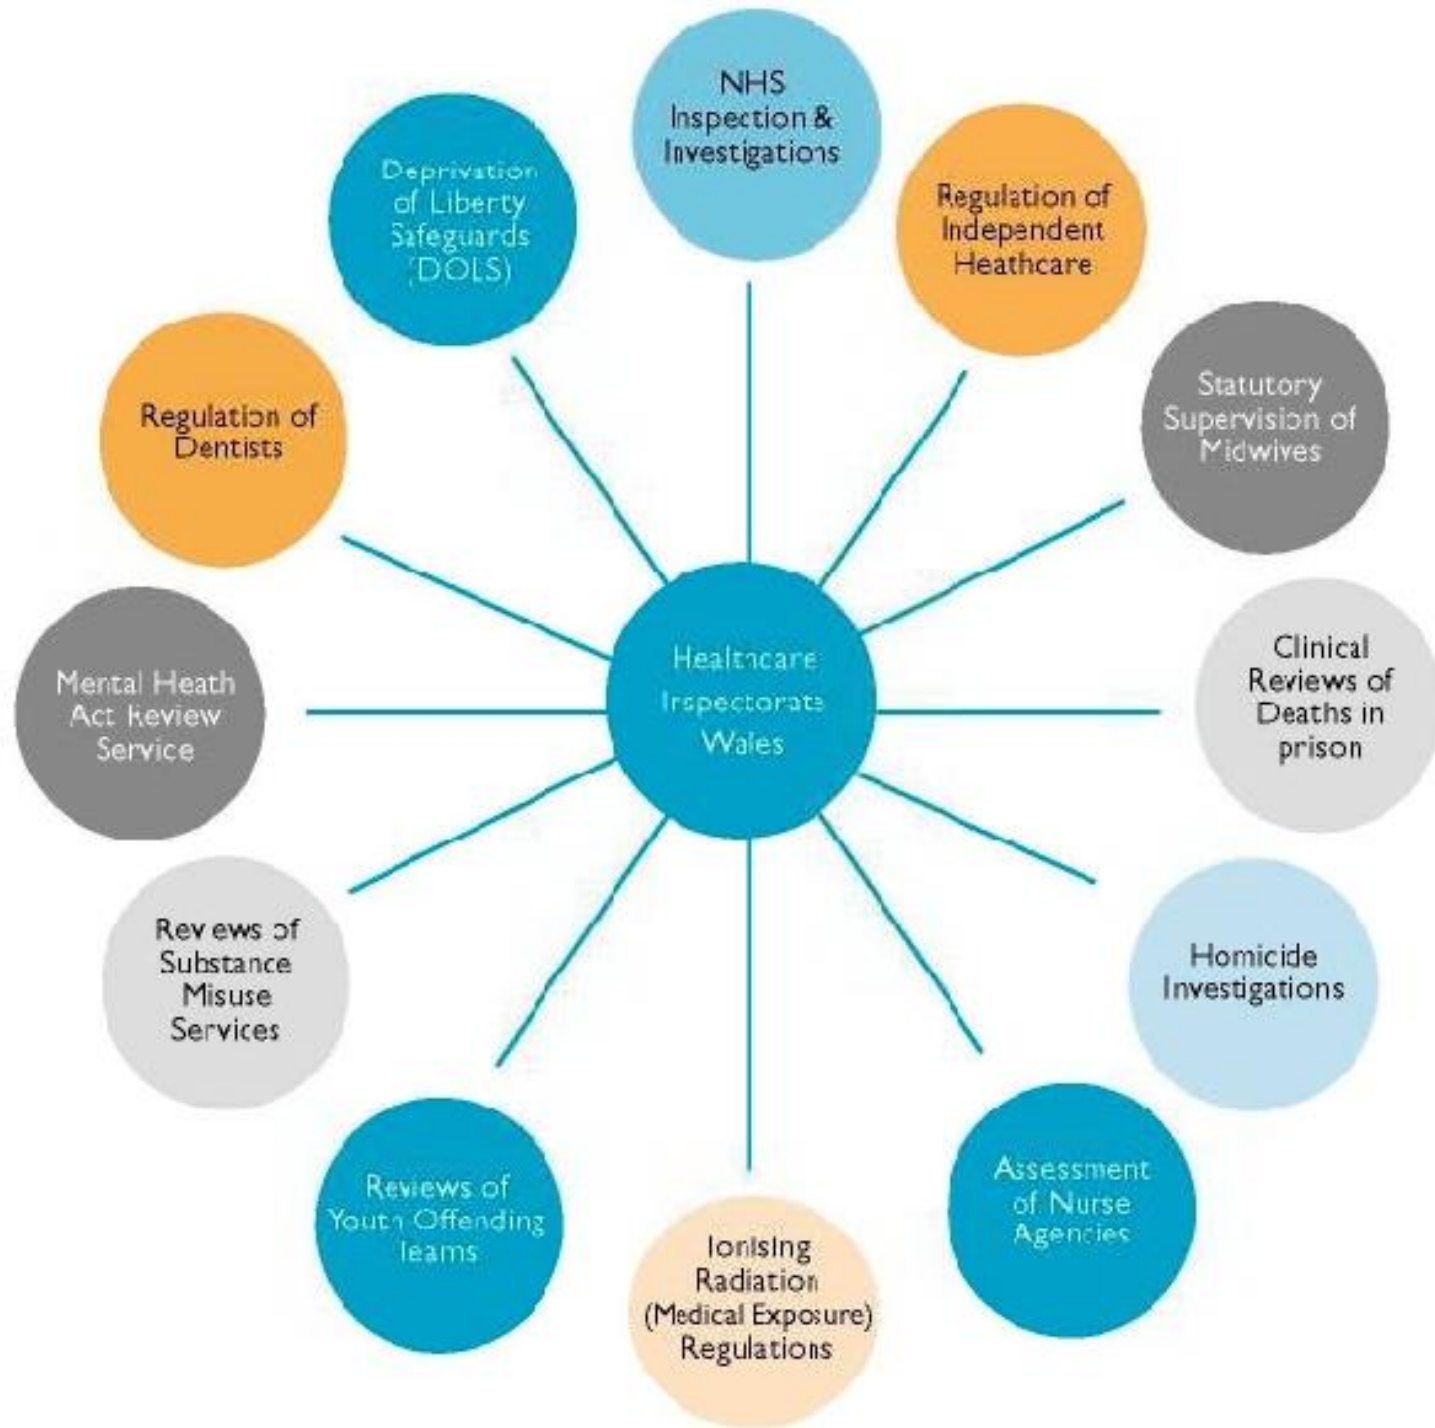 NHS
Inspection &
Investigations
Regulation of
Independent
Heathcare
Statutory
Supervision of
Midwives
Clinical
Reviews of
Deaths in
prison
Homicide
Investigations
Assessment
of Nurse
Agencies
Ionising
Radiation
(Medical Exposure)
Regulations
Reviews of
Youth Offending
Teams
Reviews of
Substance
Misuse
Services
Mental Heath
Act Review
Service
Regulation of
Dentists
Deprivation
of Liberty
Safeguards
(DOLS)
Healthcare
Inspectorate
Wales